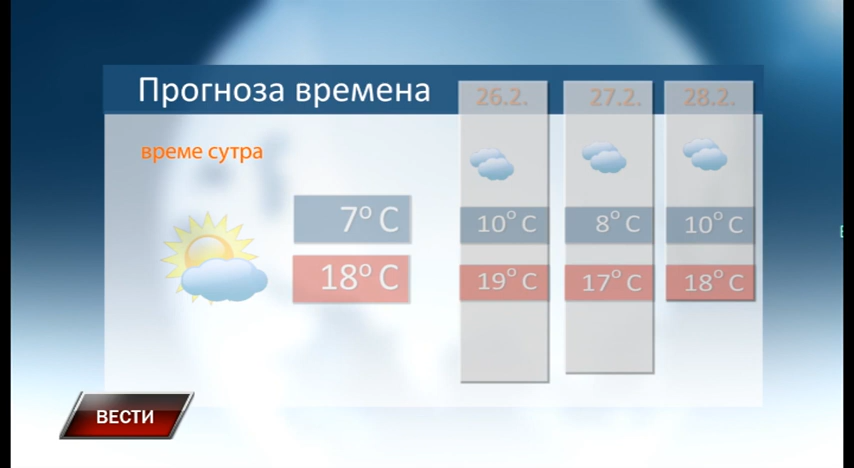 Прогноза времена
26.2.
27.2.
28.2.
време сутра
7° C
18° C
10° C
8° C
10° C
19° C
17° C
18° C
ВЕСТИ